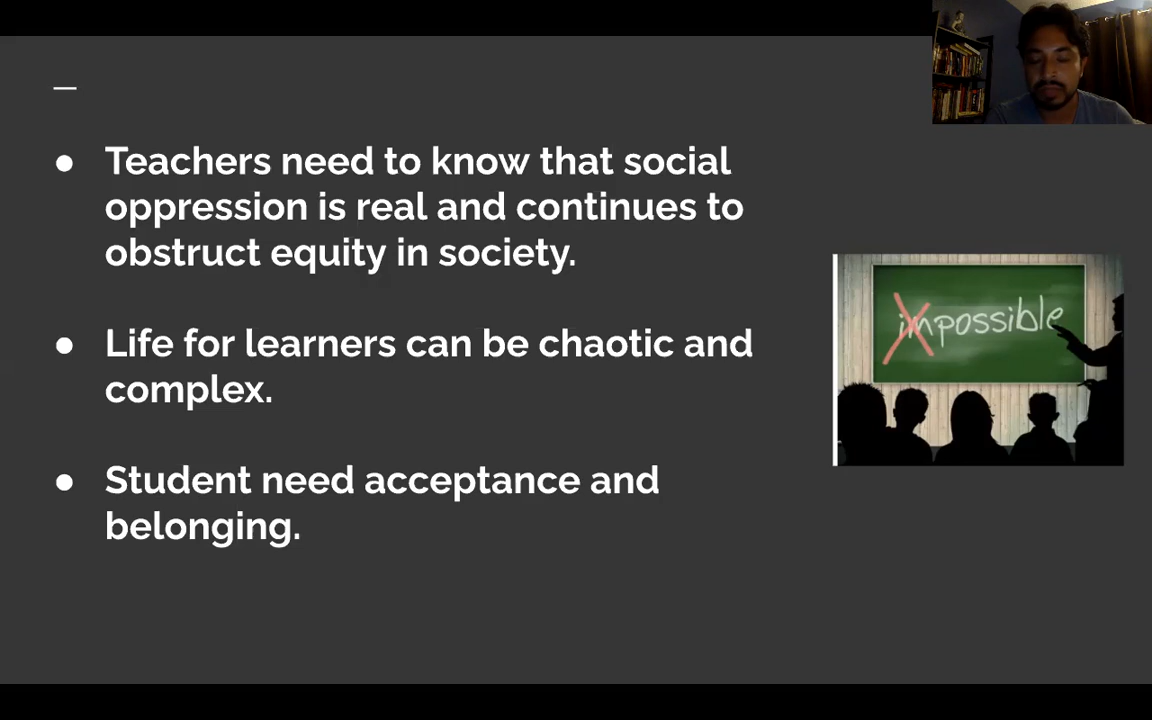 ● Teachers need to know that social
oppression is real and continues to
obstruct equity in society.
● Life for learners can be chaotic and
complex.
● Student need acceptance and
belonging.
impossible